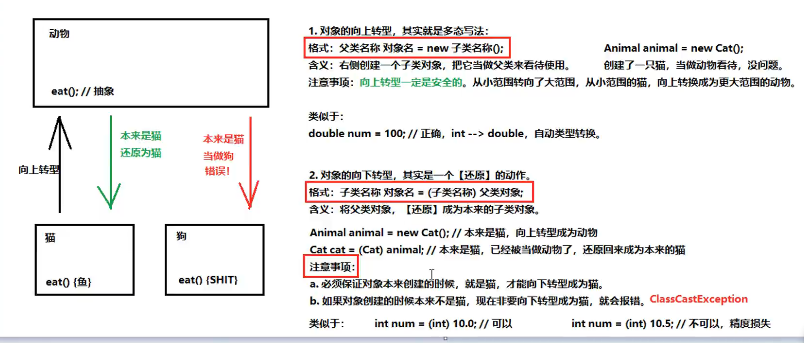 动物
eat(); // 抽象
向上转型
本来是猫
还原为猫
本来是猫
当做狗
错误！
猫
eat() {鱼}
狗
eat() {SHIT}
1. 对象的向上转型，其实就是多态写法：
格式：父类名称 对象名 = new 子类名称();
Animal animal = new Cat();
含义：右侧创建一个子类对象，把它当做父类来看待使用。
创建了一只猫，当做动物看待，没问题。
注意事项：向上转型一定是安全的。从小范围转向了大范围，从小范围的猫，向上转换成为更大范围的动物。
类似于：
double num = 100; // 正确，int --> double，自动类型转换。
2. 对象的向下转型，其实是一个【还原】的动作。
格式：子类名称 对象名 = (子类名称) 父类对象;
含义：将父类对象，【还原】成为本来的子类对象。
Animal animal = new Cat(); // 本来是猫，向上转型成为动物
Cat cat = (Cat) animal; // 本来是猫，已经被当做动物了，还原回来成为本来的猫
注意事项：
a. 必须保证对象本来创建的时候，就是猫，才能向下转型成为猫。
b. 如果对象创建的时候本来不是猫，现在非要向下转型成为猫，就会报错。ClassCastException
类似于：
int num = (int) 10.0; // 可以
int num = (int) 10.5; // 不可以，精度损失